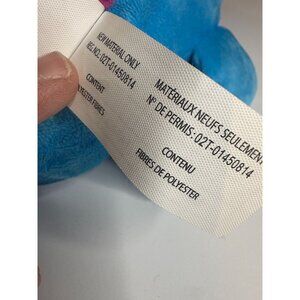 NEW MATERIAL ONLY
REG.NO.: 02T-01450814
CONTENT
POLYESTER FIBRES
MATÉRIAUX NEUFS SEULEMENT
N° DE PERMIS: 02T-01450814
CONTENU
FIBRES DE POLYESTER